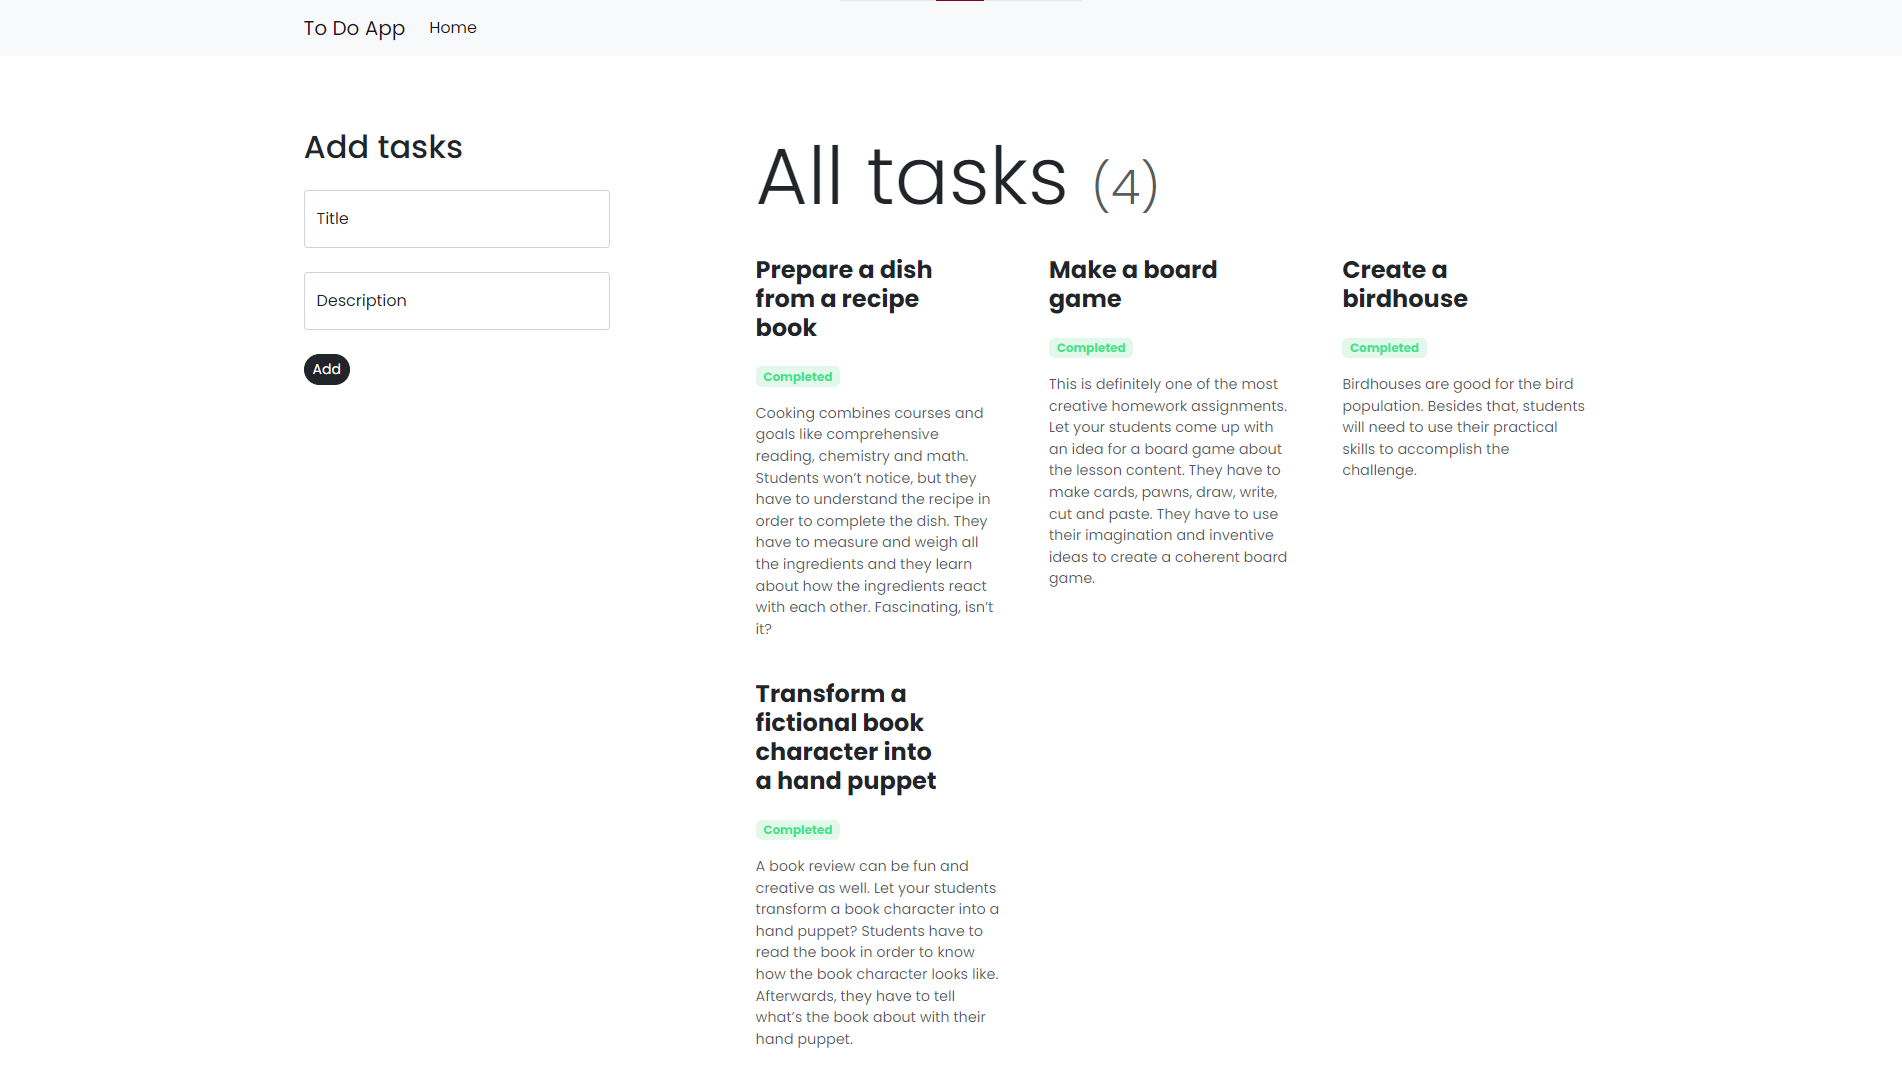 To Do App Home
Add tasks
Title
Description
Add
All tasks (4)
Prepare a dish
from a recipe
book
Completed
Cooking combines courses and
goals like comprehensive
reading, chemistry and math.
Students won’t notice, but they
have to understand the recipe in
order to complete the dish. They
have to measure and weigh all
the ingredients and they learn
about how the ingredients react
with each other. Fascinating, isn’t
it?
Make a board
game
Completed
This is definitely one of the most
creative homework assignments.
Let your students come up with
an idea for a board game about
the lesson content. They have to
make cards, pawns, draw, write,
cut and paste. They have to use
their imagination and inventive
ideas to create a coherent board
game.
Create a
birdhouse
Completed
Birdhouses are good for the bird
population. Besides that, students
will need to use their practical
skills to accomplish the
challenge.
Transform a
fictional book
character into
a hand puppet
Completed
A book review can be fun and
creative as well. Let your students
transform a book character into a
hand puppet? Students have to
read the book in order to know
how the book character looks like.
Afterwards, they have to tell
what’s the book about with their
hand puppet.